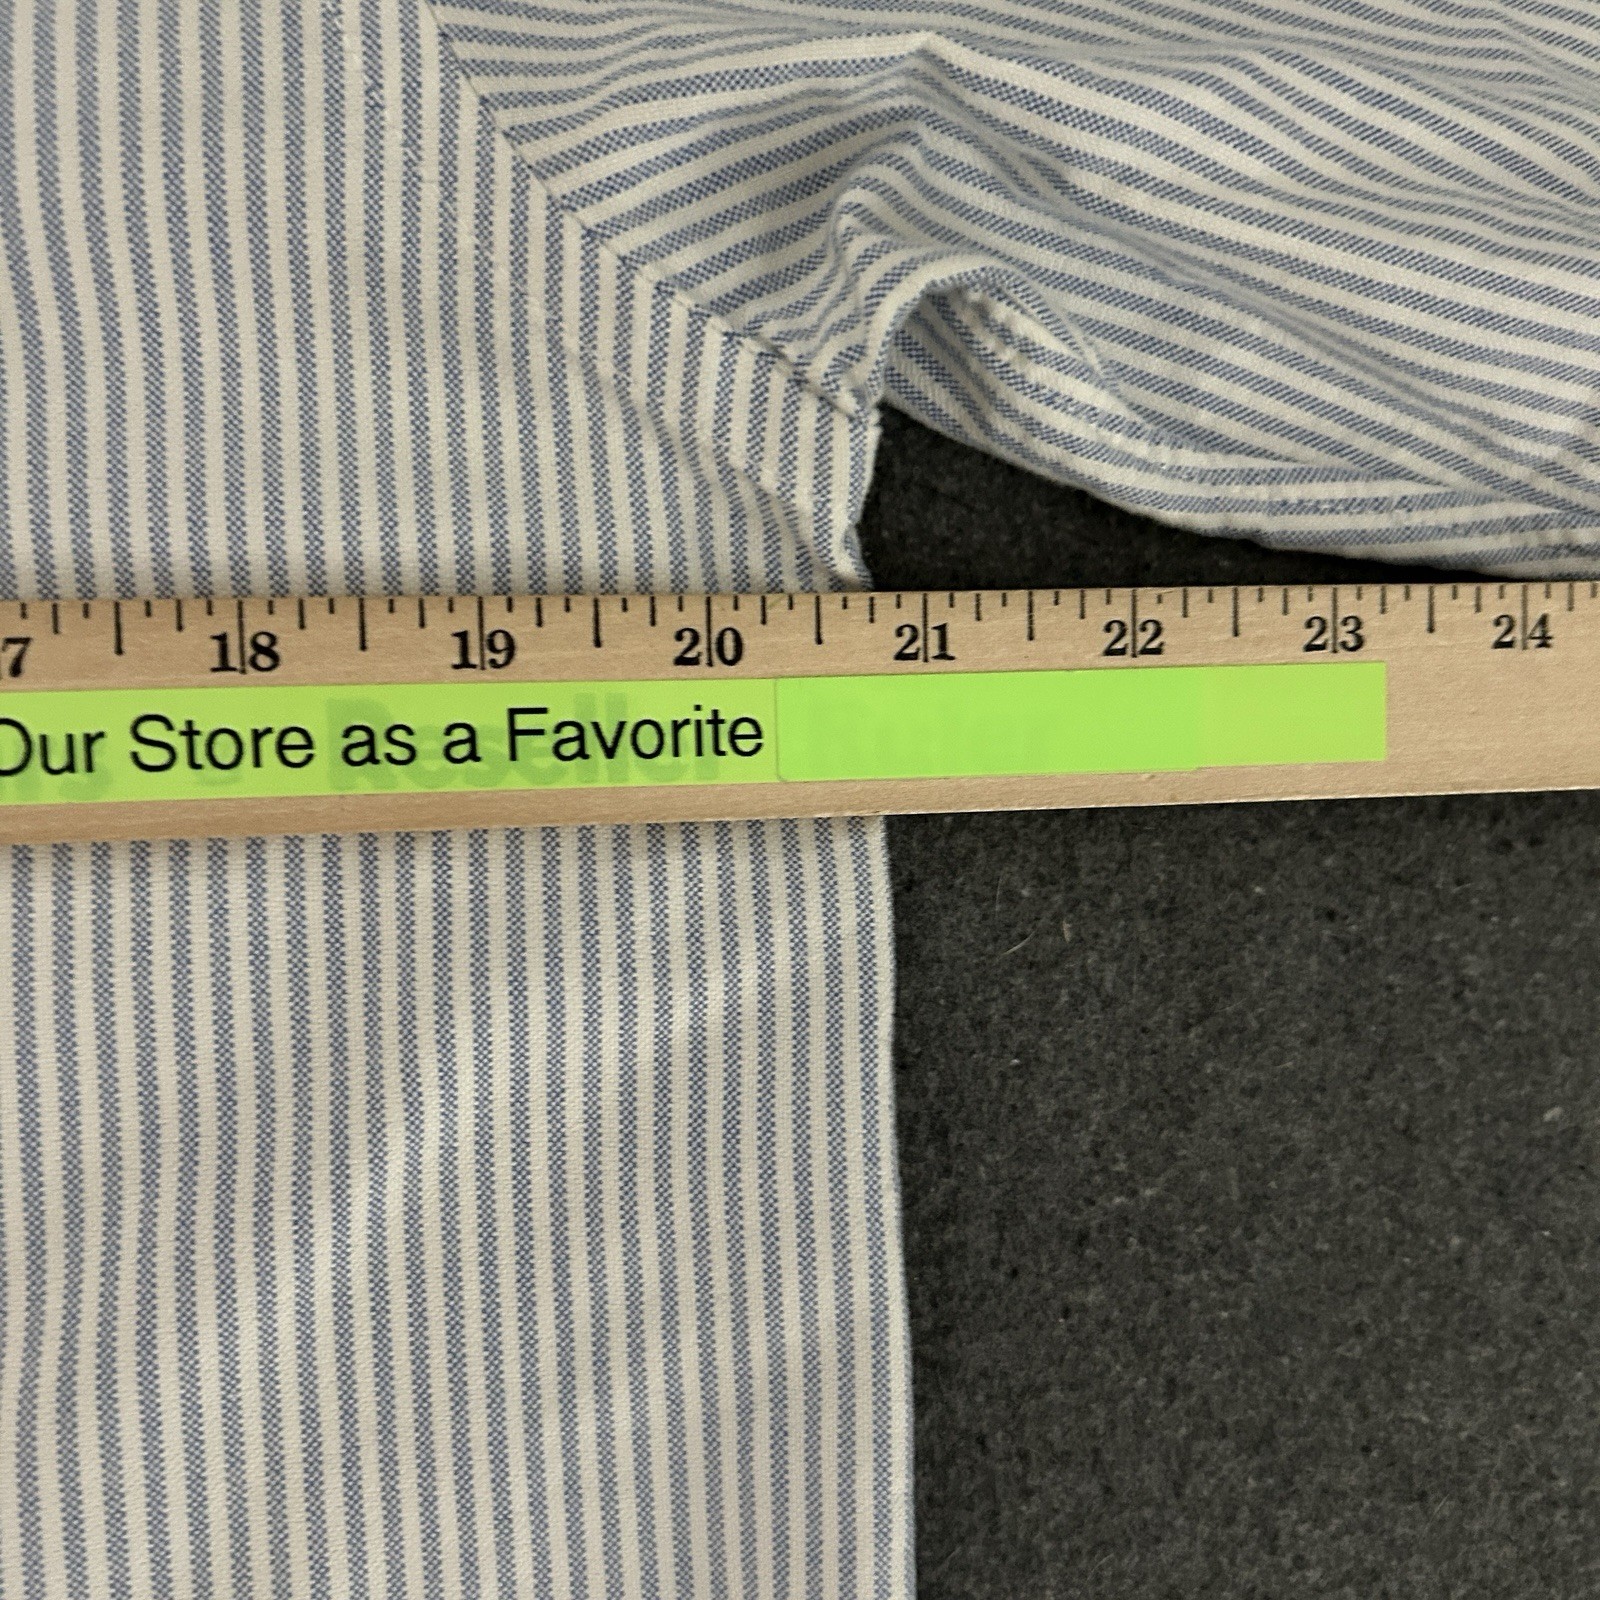 7 18 19 20 21 22 23 24
Our Store as a Favorite